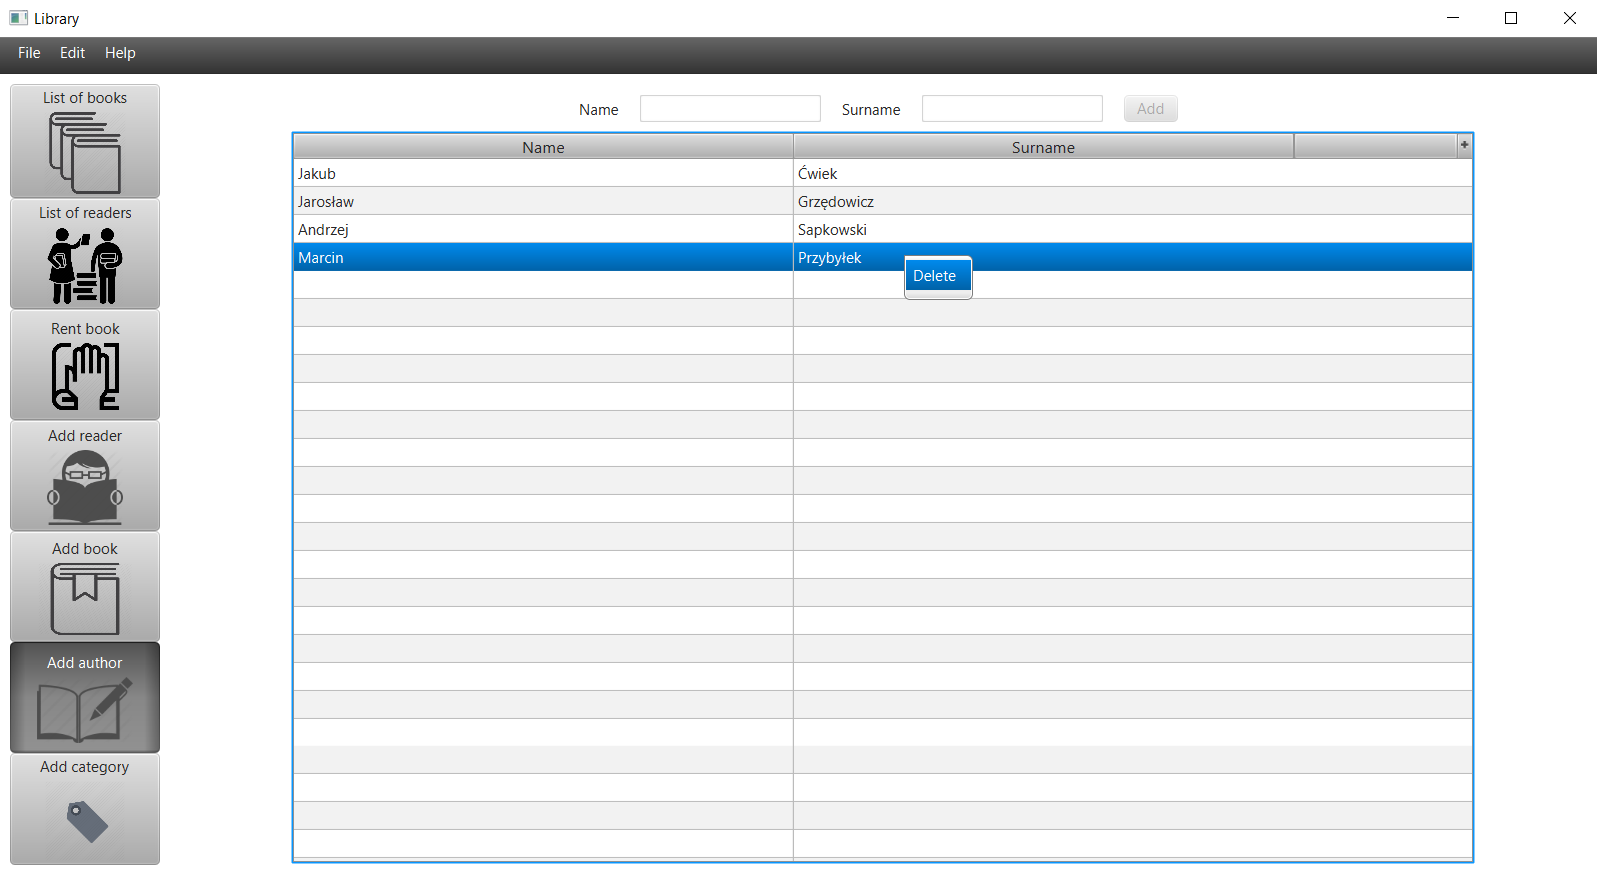 Library
File Edit Help
List of books
List of readers
Rent book
Add reader
Add book
Add author
Add category
Name Surname Add
Name Surname +
Jakub Ćwiek
Jarosław Grzędowicz
Andrzej Sapkowski
Marcin Przybyłek
Delete